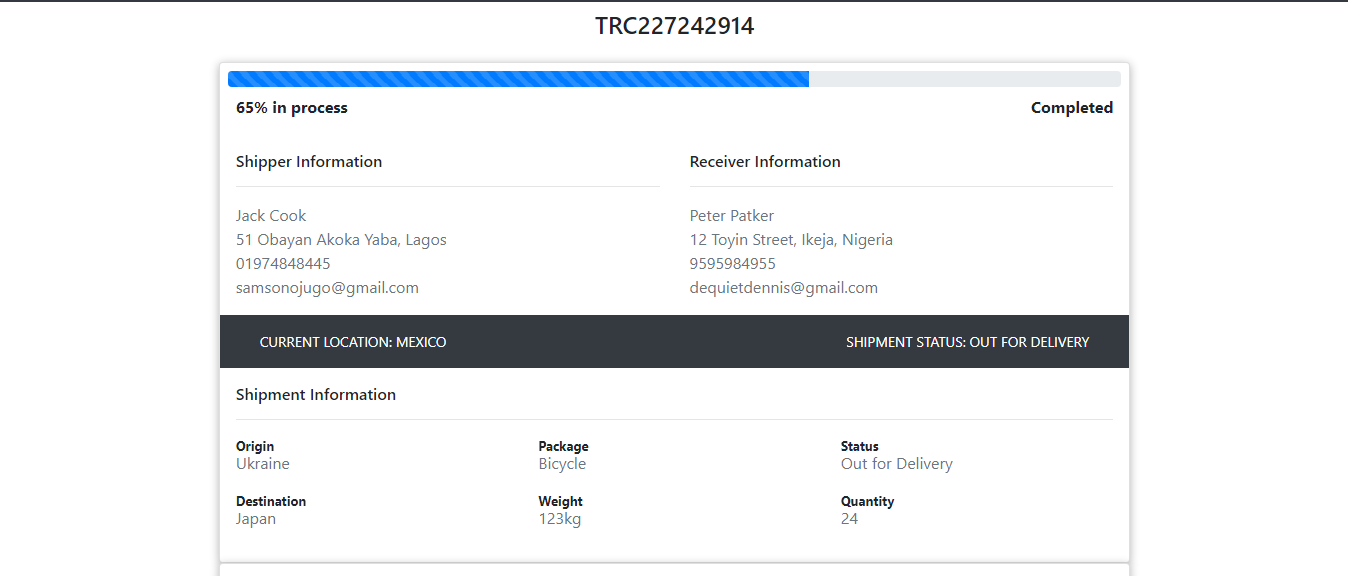 TRC227242914
65% in process Completed
Shipper Information
Jack Cook
51 Obayan Akoka Yaba, Lagos
01974848445
samsonojugo@gmail.com
Receiver Information
Peter Patker
12 Toyin Street, Ikeja, Nigeria
9595984955
dequietdennis@gmail.com
CURRENT LOCATION: MEXICO SHIPMENT STATUS: OUT FOR DELIVERY
Shipment Information
Origin
Ukraine
Package
Bicycle
Status
Out for Delivery
Destination
Japan
Weight
123kg
Quantity
24